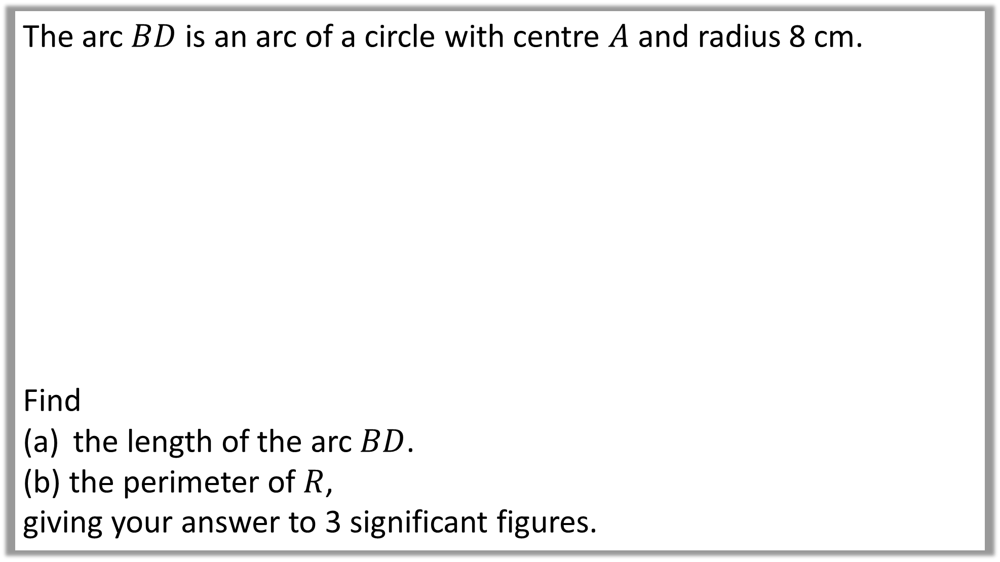 The arc BD is an arc of a circle with centre A and radius 8 cm.
Find
(a) the length of the arc BD.
(b) the perimeter of R,
giving your answer to 3 significant figures.